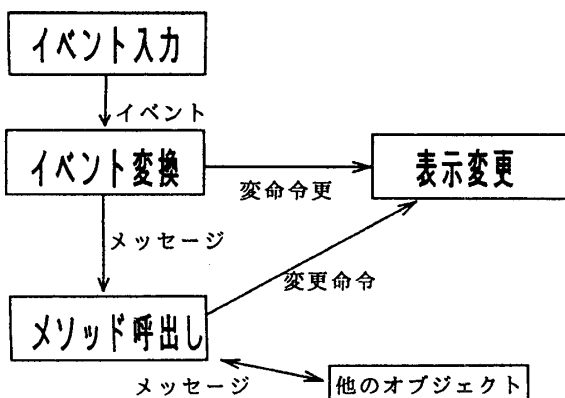 イベント入力
イベント
イベント変換
変命令更
表示変更
メッセージ
変更命令
メソッド呼出し
メッセージ
他のオブジェクト